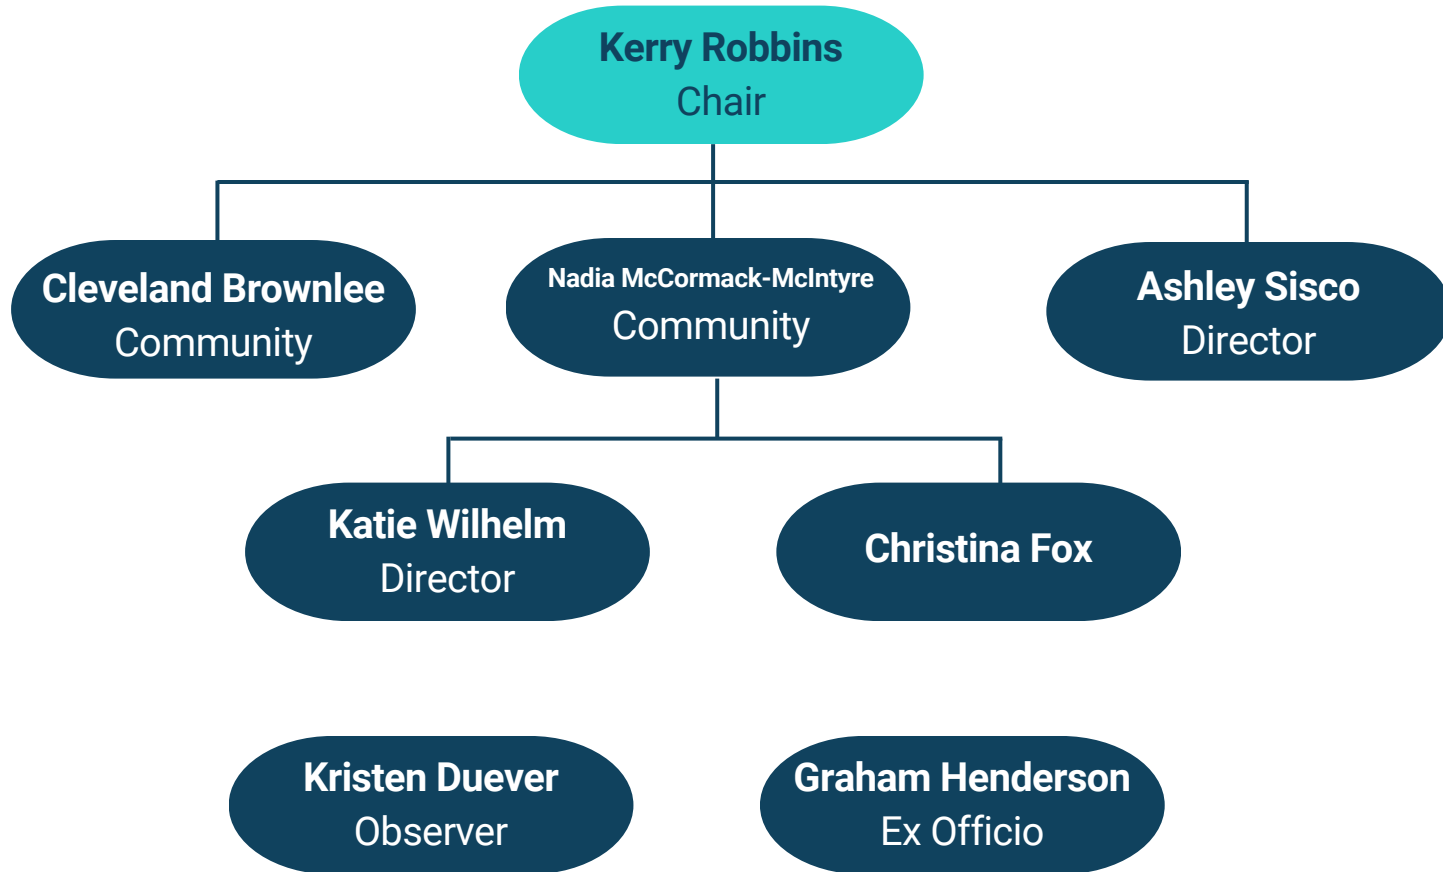 Kerry Robbins
Chair
Cleveland Brownlee
Community
Nadia McCormack-McIntyre
Community
Ashley Sisco
Director
Katie Wilhelm
Director
Christina Fox
Kristen Duever
Observer
Graham Henderson
Ex Officio